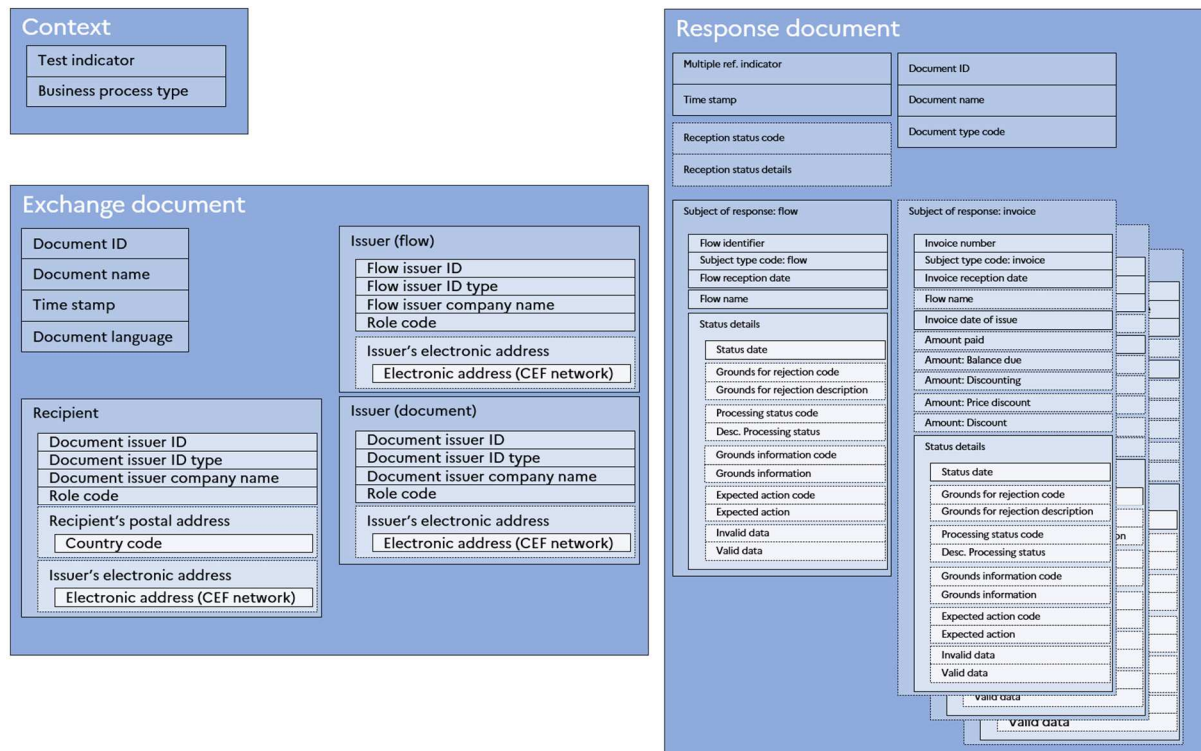 Context
Test indicator
Business process type
Exchange document
Document ID
Document name
Time stamp
Document language
Recipient
Document issuer ID
Document issuer ID type
Document issuer company name
Role code
Recipient's postal address
Country code
Issuer's electronic address
Electronic address (CEF network)
Issuer (flow)
Flow issuer ID
Flow issuer ID type
Flow issuer company name
Role code
Issuer's electronic address
Electronic address (CEF network)
Issuer (document)
Document issuer ID
Document issuer ID type
Document issuer company name
Role code
Issuer's electronic address
Electronic address (CEF network)
Response document
Multiple ref. indicator
Time stamp
Reception status code
Reception status details
Document ID
Document name
Document type code
Subject of response: flow
Flow identifier
Subject type code: flow
Flow reception date
Flow name
Status details
Status date
Grounds for rejection code
Grounds for rejection description
Processing status code
Desc. Processing status
Grounds information code
Grounds information
Expected action code
Expected action
Invalid data
Valid data
Subject of response: invoice
Invoice number
Subject type code: invoice
Invoice reception date
Flow name
Invoice date of issue
Amount paid
Amount: Balance due
Amount: Discounting
Amount: Price discount
Amount: Discount
Status details
Status date
Grounds for rejection code
Grounds for rejection description
Processing status code
Desc. Processing status
Grounds information code
Grounds information
Expected action code
Expected action
Invalid data
Valid data
Valid data
Valid data